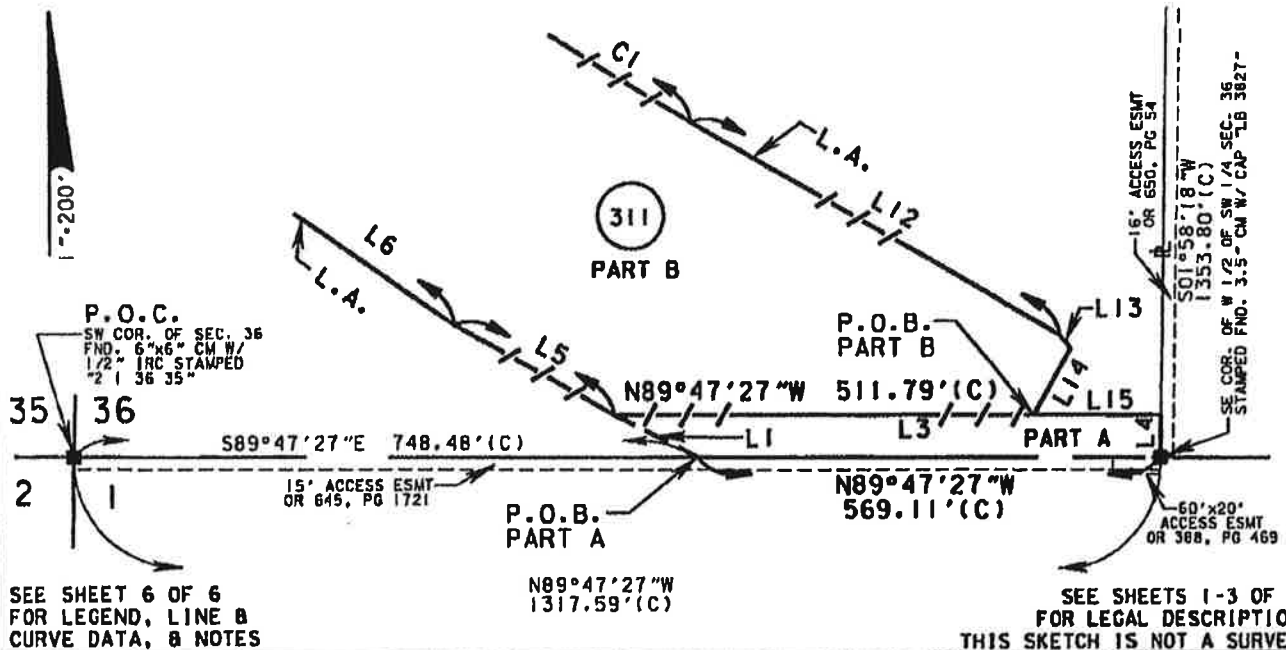 C1
L.A.
L12
16' ACCESS ESMT
OR 650, PG 54
S01°58'18"W
1353.80'(C)
SE COR. OF W 1/2 OF SW 1/4 SEC. 36
STAMPED FND. 3.5" CM W/ CAP "LB 3827"
1"=200'
311
PART B
L6
L.A.
P.O.C.
SW COR. OF SEC. 36
FND. 6"x6" CM W/
1/2" IRC STAMPED
"2 1 36 35"
L13
P.O.B.
PART B
L5
L14
N89°47'27"W 511.79'(C)
L15
L3
L4
35 36
S89°47'27"E 748.48'(C)
L1
PART A
2 1
15' ACCESS ESMT
OR 645, PG 1721
N89°47'27"W
569.11'(C)
P.O.B.
PART A
60'x20'
ACCESS ESMT
OR 388, PG 469
N89°47'27"W
1317.59'(C)
SEE SHEET 6 OF 6
FOR LEGEND, LINE &
CURVE DATA, & NOTES
SEE SHEETS 1-3 OF
FOR LEGAL DESCRIPTIO
THIS SKETCH IS NOT A SURVE